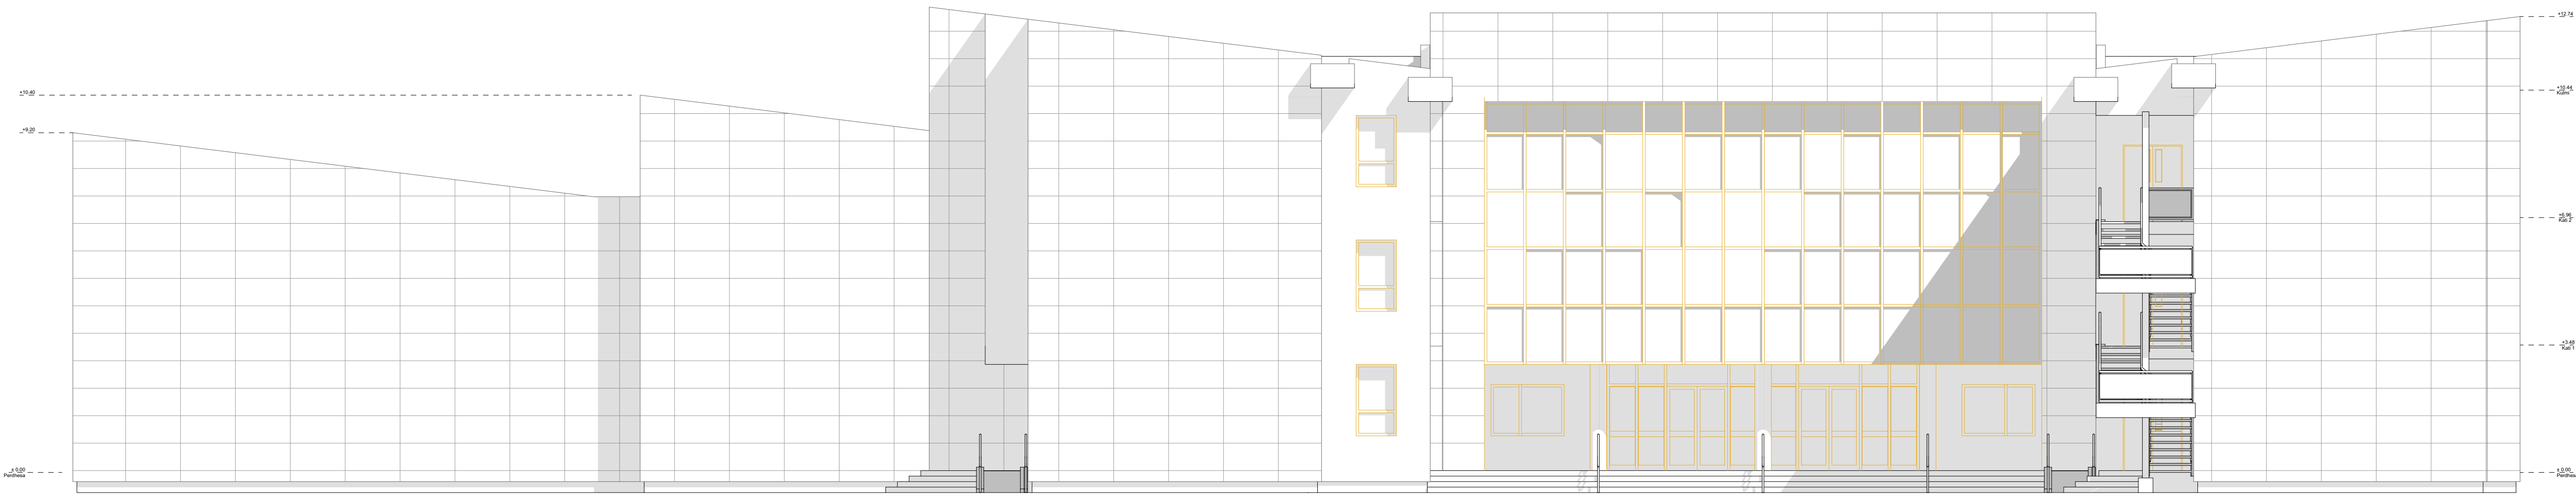 +12.74
+10.40
+10.44
Kulmi
+9.20
+6.96
Kati 2
+3.48
Kati 1
± 0.00
Perdhesa
± 0.00
Perdhesa